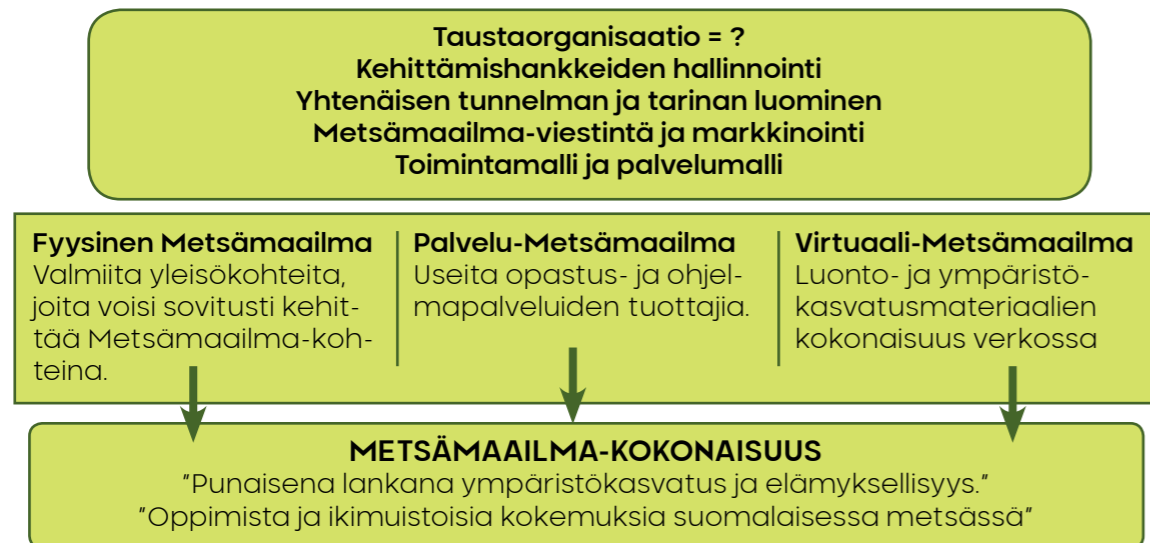 Taustaorganisaatio = ?
Kehittämishankkeiden hallinnointi
Yhtenäisen tunnelman ja tarinan luominen
Metsämaailma-viestintä ja markkinointi
Toimintamalli ja palvelumalli
Fyysinen Metsämaailma
Valmiita yleisökohteita,
joita voisi sovitusti kehit-
tää Metsämaailma-koh-
teina.
Palvelu-Metsämaailma
Useita opastus- ja ohjel-
mapalveluiden tuottajia.
Virtuaali-Metsämaailma
Luonto- ja ympäristö-
kasvatusmateriaalien
kokonaisuus verkossa
METSÄMAAILMA-KOKONAISUUS
"Punaisena lankana ympäristökasvatus ja elämyksellisyys."
"Oppimista ja ikimuistoisia kokemuksia suomalaisessa metsässä"